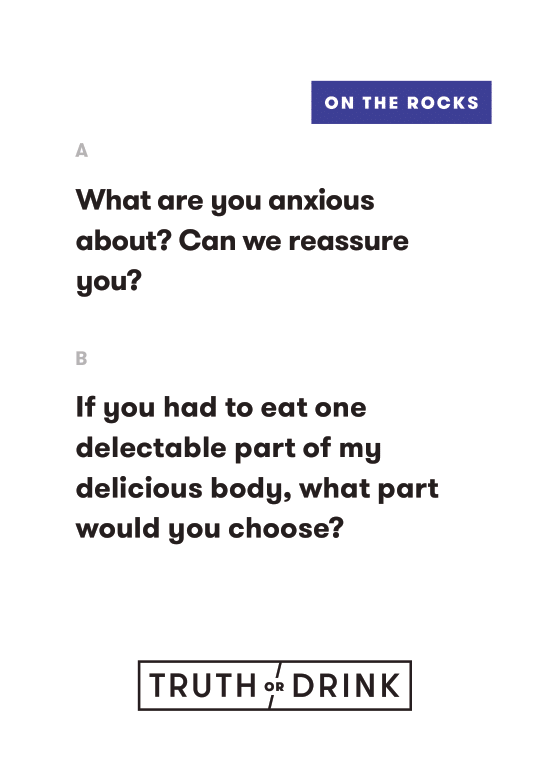 ON THE ROCKS
A
What are you anxious
about? Can we reassure
you?
B
If you had to eat one
delectable part of my
delicious body, what part
would you choose?
TRUTH OR DRINK